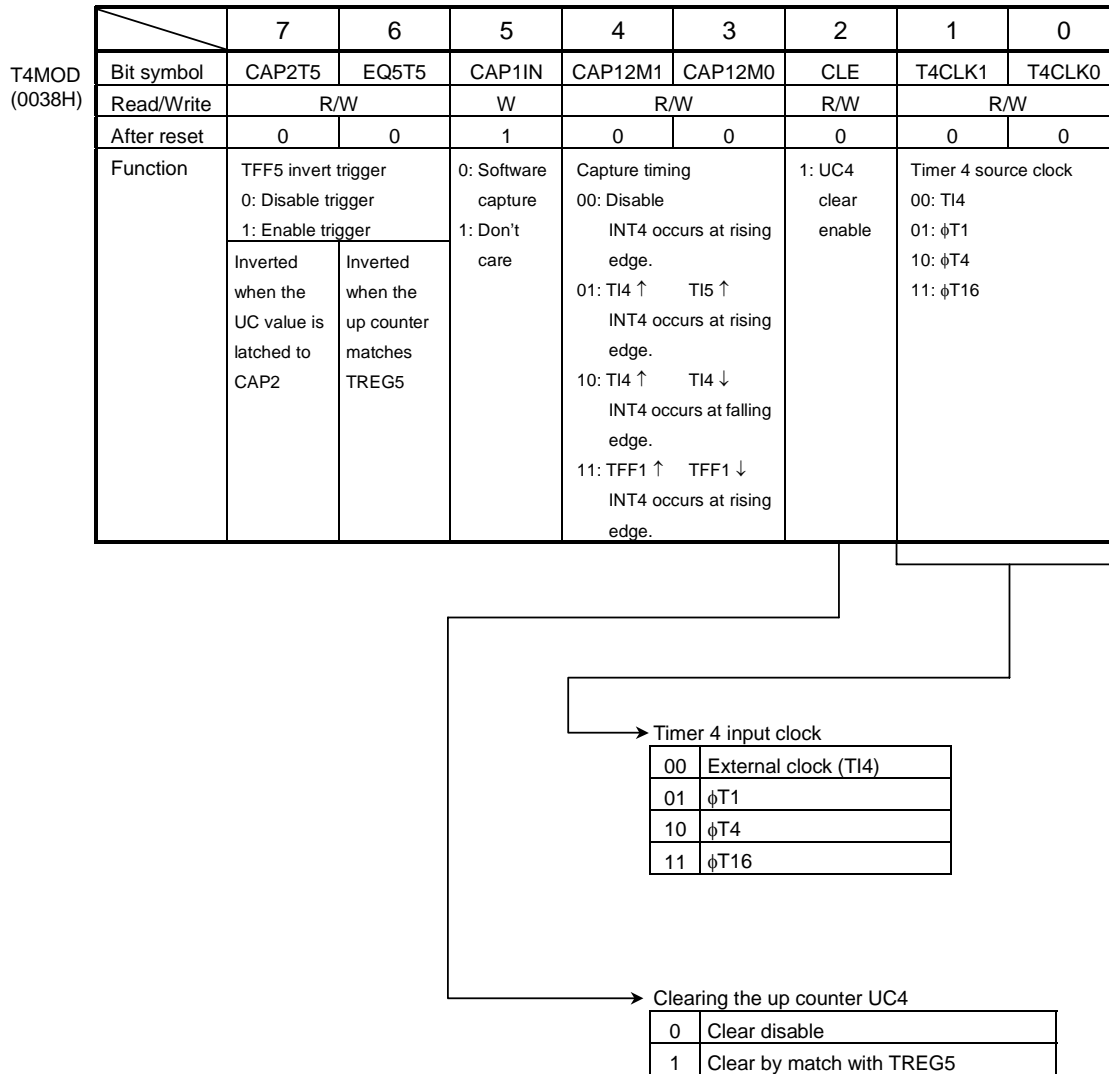 7 6 5 4 3 2 1 0
T4MOD
(0038H)
Bit symbol CAP2T5 EQ5T5 CAP1IN CAP12M1 CAP12M0 CLE T4CLK1 T4CLK0
Read/Write R/W W R/W R/W R/W
After reset 0 0 1 0 0 0 0 0
Function
TFF5 invert trigger
0: Disable trigger
1: Enable trigger
Inverted
when the
UC value is
latched to
CAP2
Inverted
when the
up counter
matches
TREG5
0: Software
capture
1: Don't
care
Capture timing
00: Disable
INT4 occurs at rising
edge.
01: TI4 ↑ TI5 ↑
INT4 occurs at rising
edge.
10: TI4 ↑ TI4 ↓
INT4 occurs at falling
edge.
11: TFF1 ↑ TFF1 ↓
INT4 occurs at rising
edge.
1: UC4
clear
enable
Timer 4 source clock
00: TI4
01: ϕT1
10: ϕT4
11: ϕT16
Timer 4 input clock
00 External clock (TI4)
01 ϕT1
10 ϕT4
11 ϕT16
Clearing the up counter UC4
0 Clear disable
1 Clear by match with TREG5